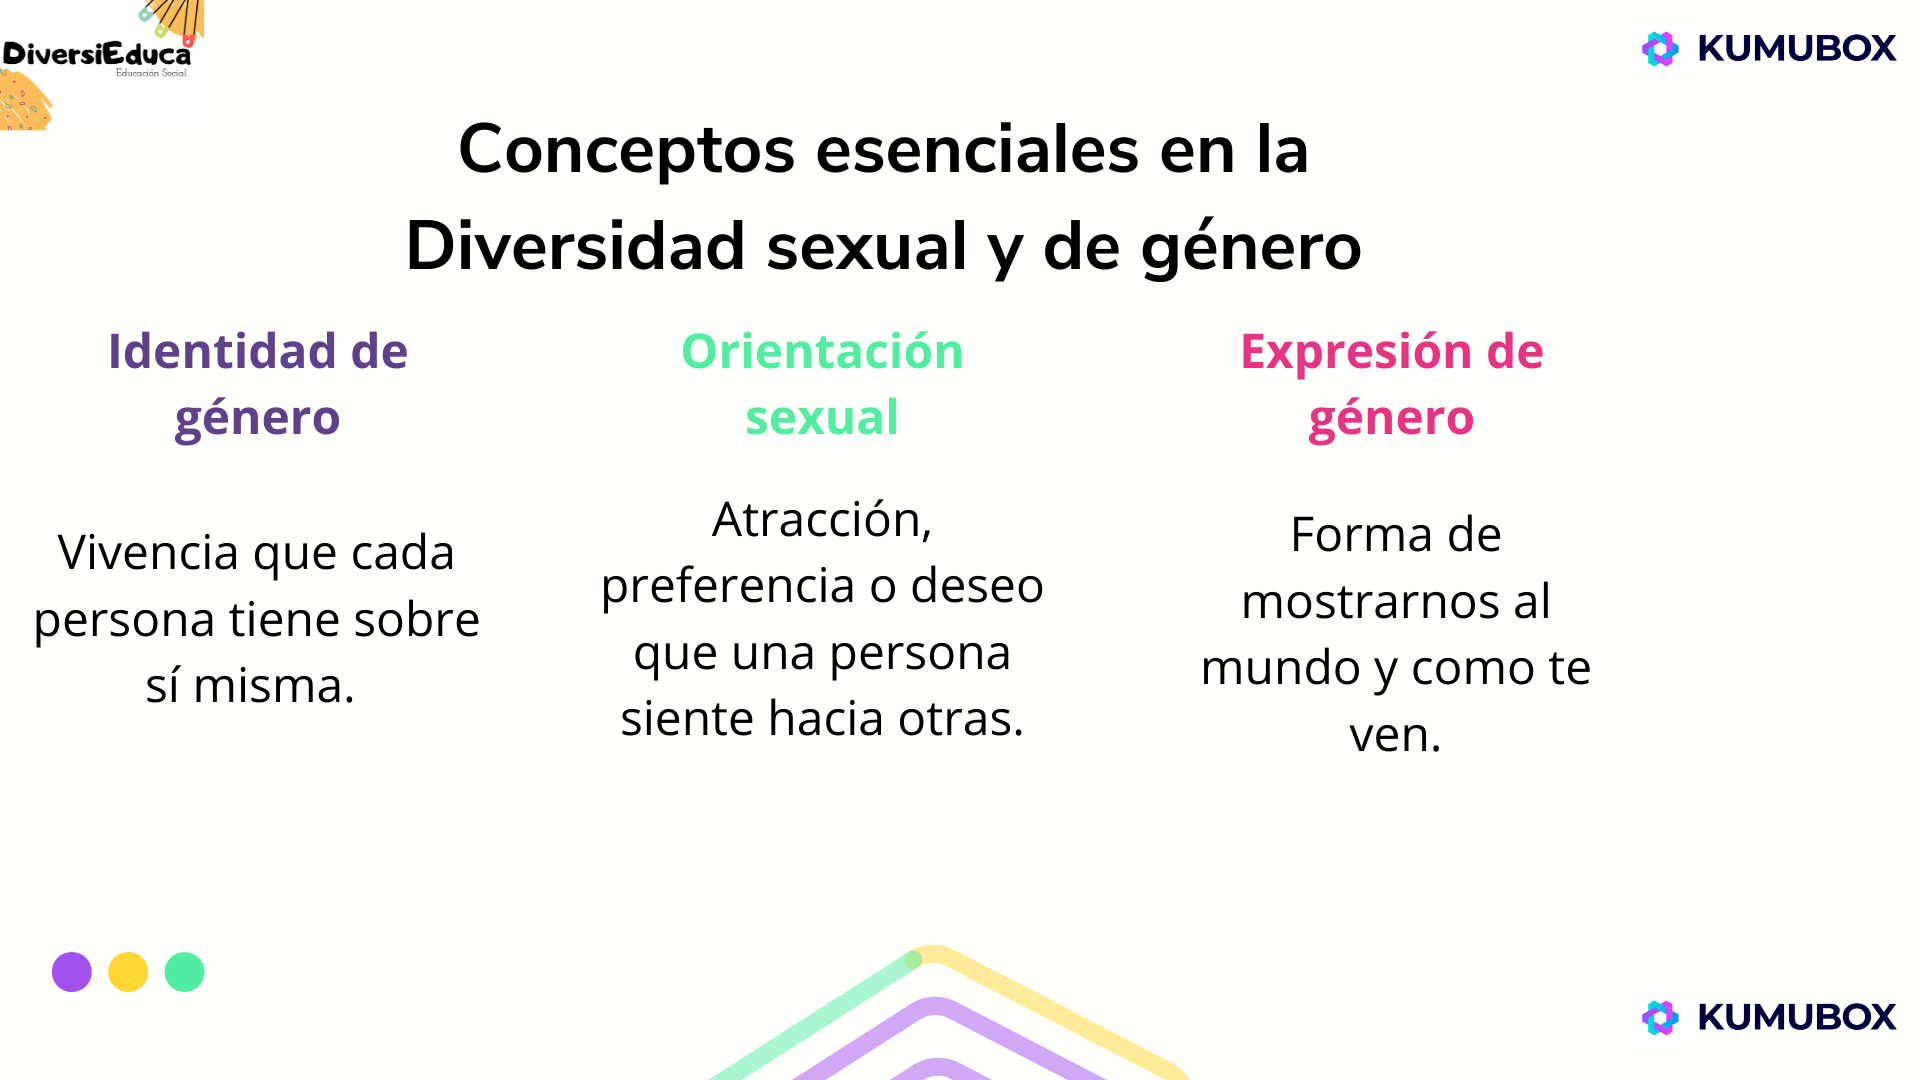 DiversiEduca
Educación Social
KUMUBOX
Conceptos esenciales en la
Diversidad sexual y de género
Identidad de
género
Vivencia que cada
persona tiene sobre
sí misma.
Orientación
sexual
Atracción,
preferencia o deseo
que una persona
siente hacia otras.
Expresión de
género
Forma de
mostrarnos al
mundo y como te
ven.
KUMUBOX